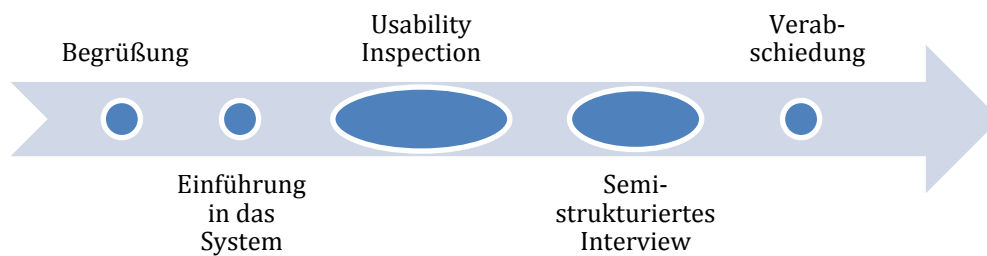 Begrüßung
Einführung
in das
System
Usability
Inspection
Semi-
strukturiertes
Interview
Verab-
schiedung